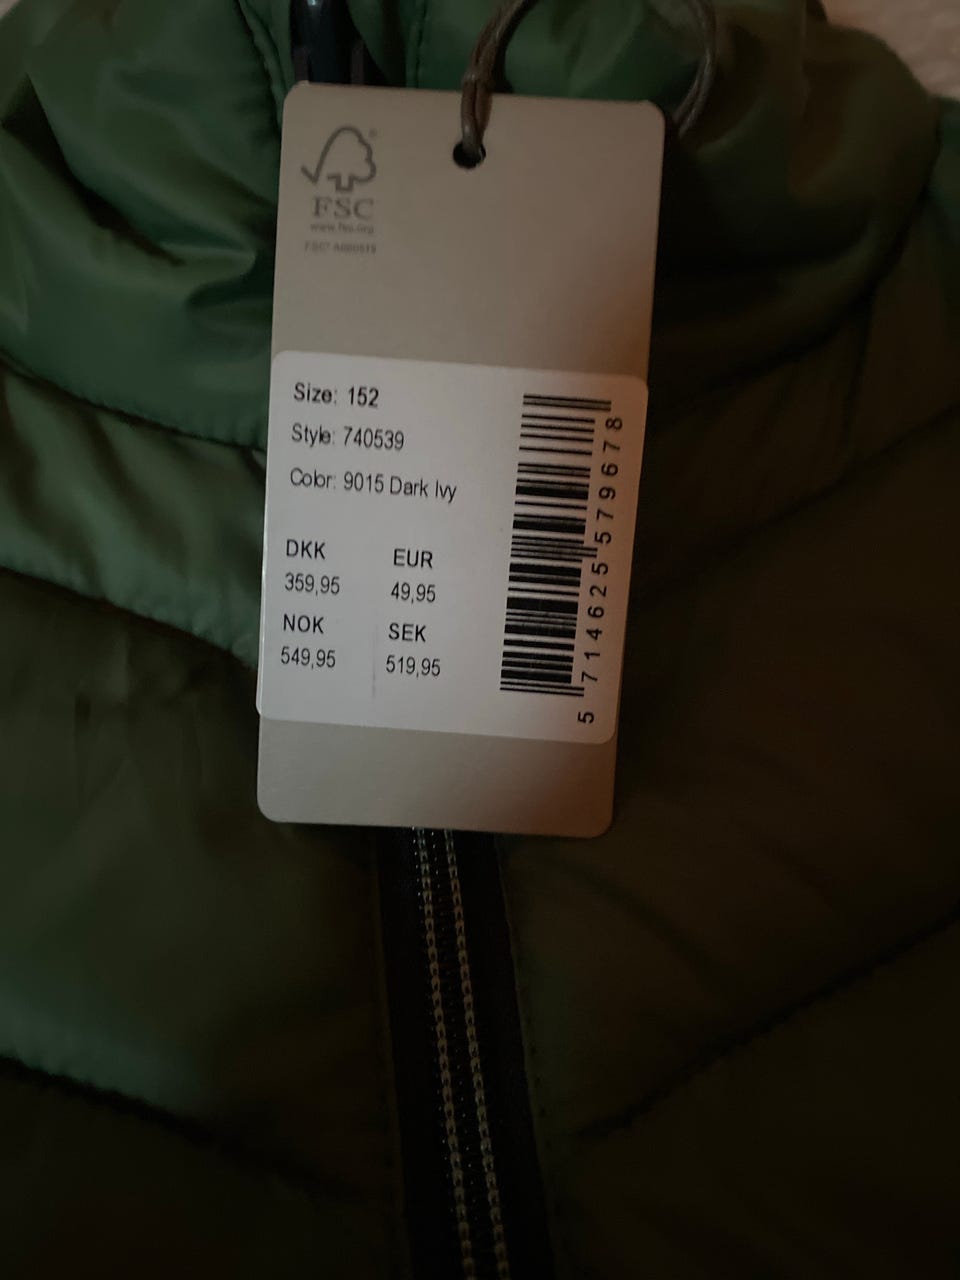 FSC
www.fsc.org
Size: 152
Style: 740539
Color: 9015 Dark Ivy
DKK EUR
359,95 49,95
NOK SEK
549,95 519,95
5 714625 579678